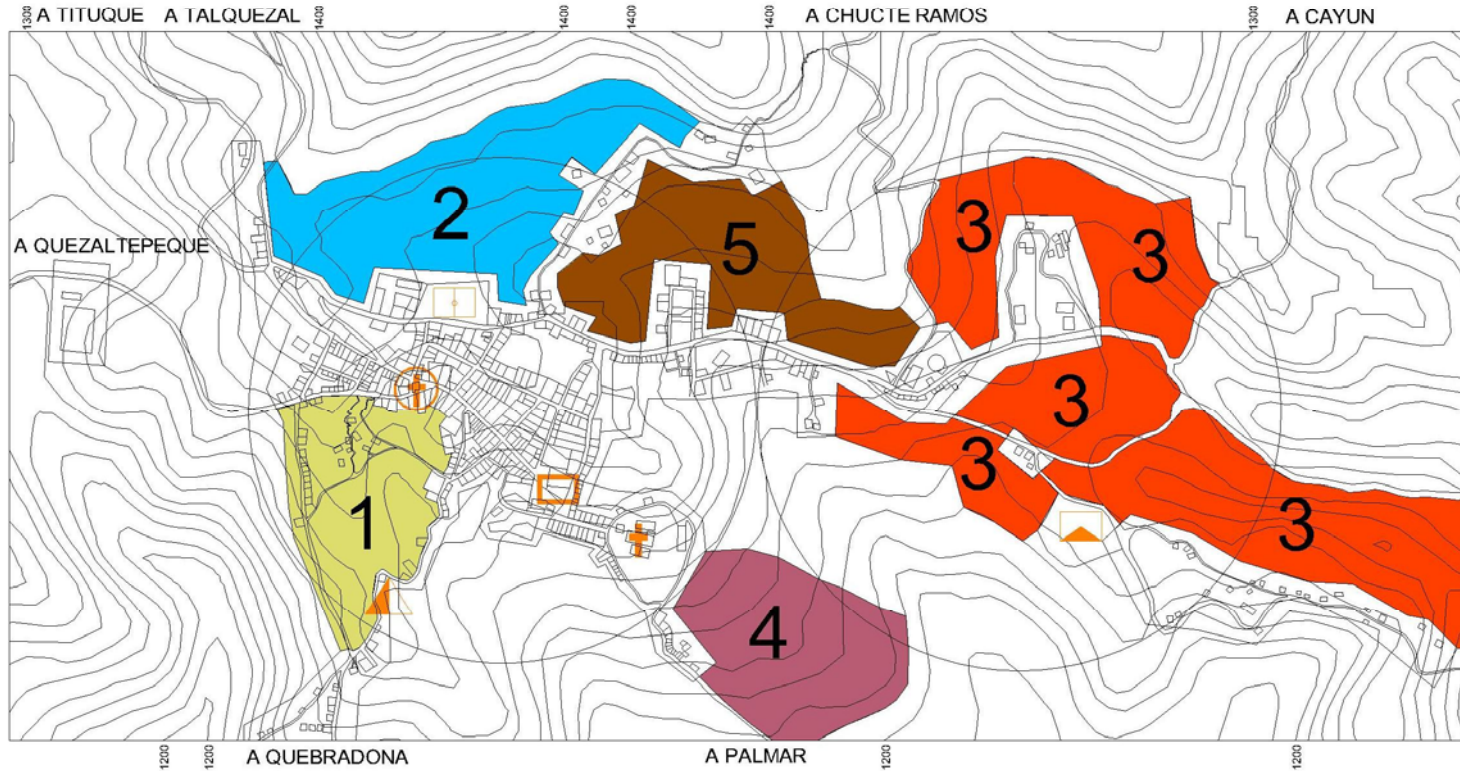 1300
A TITUQUE
A TALQUEZAL
1400
1400
1400
1400
A CHUCTE RAMOS
1300
A CAYUN
2
5
3
3
A QUEZALTEPEQUE
3
3
3
1
4
1200
1200
A QUEBRADONA
A PALMAR
1200
1200